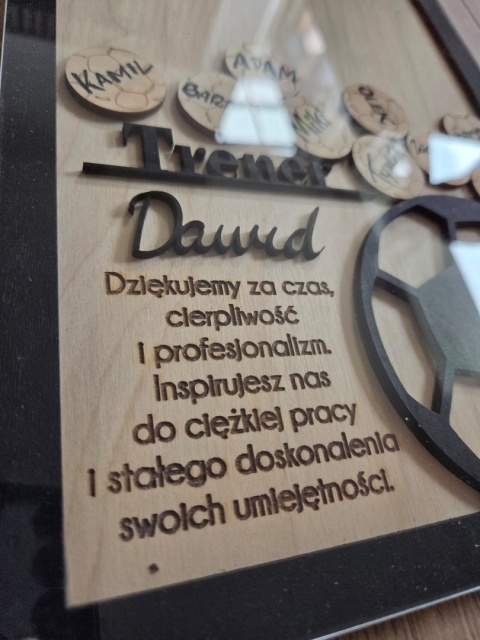 KAMIL
ADAM
Trener
Dawid
Dziękujemy za czas,
cierpliwość
i profesjonalizm.
Inspirujesz nas
do ciężkiej pracy
i stałego doskonalenia
swoich umiejętności.